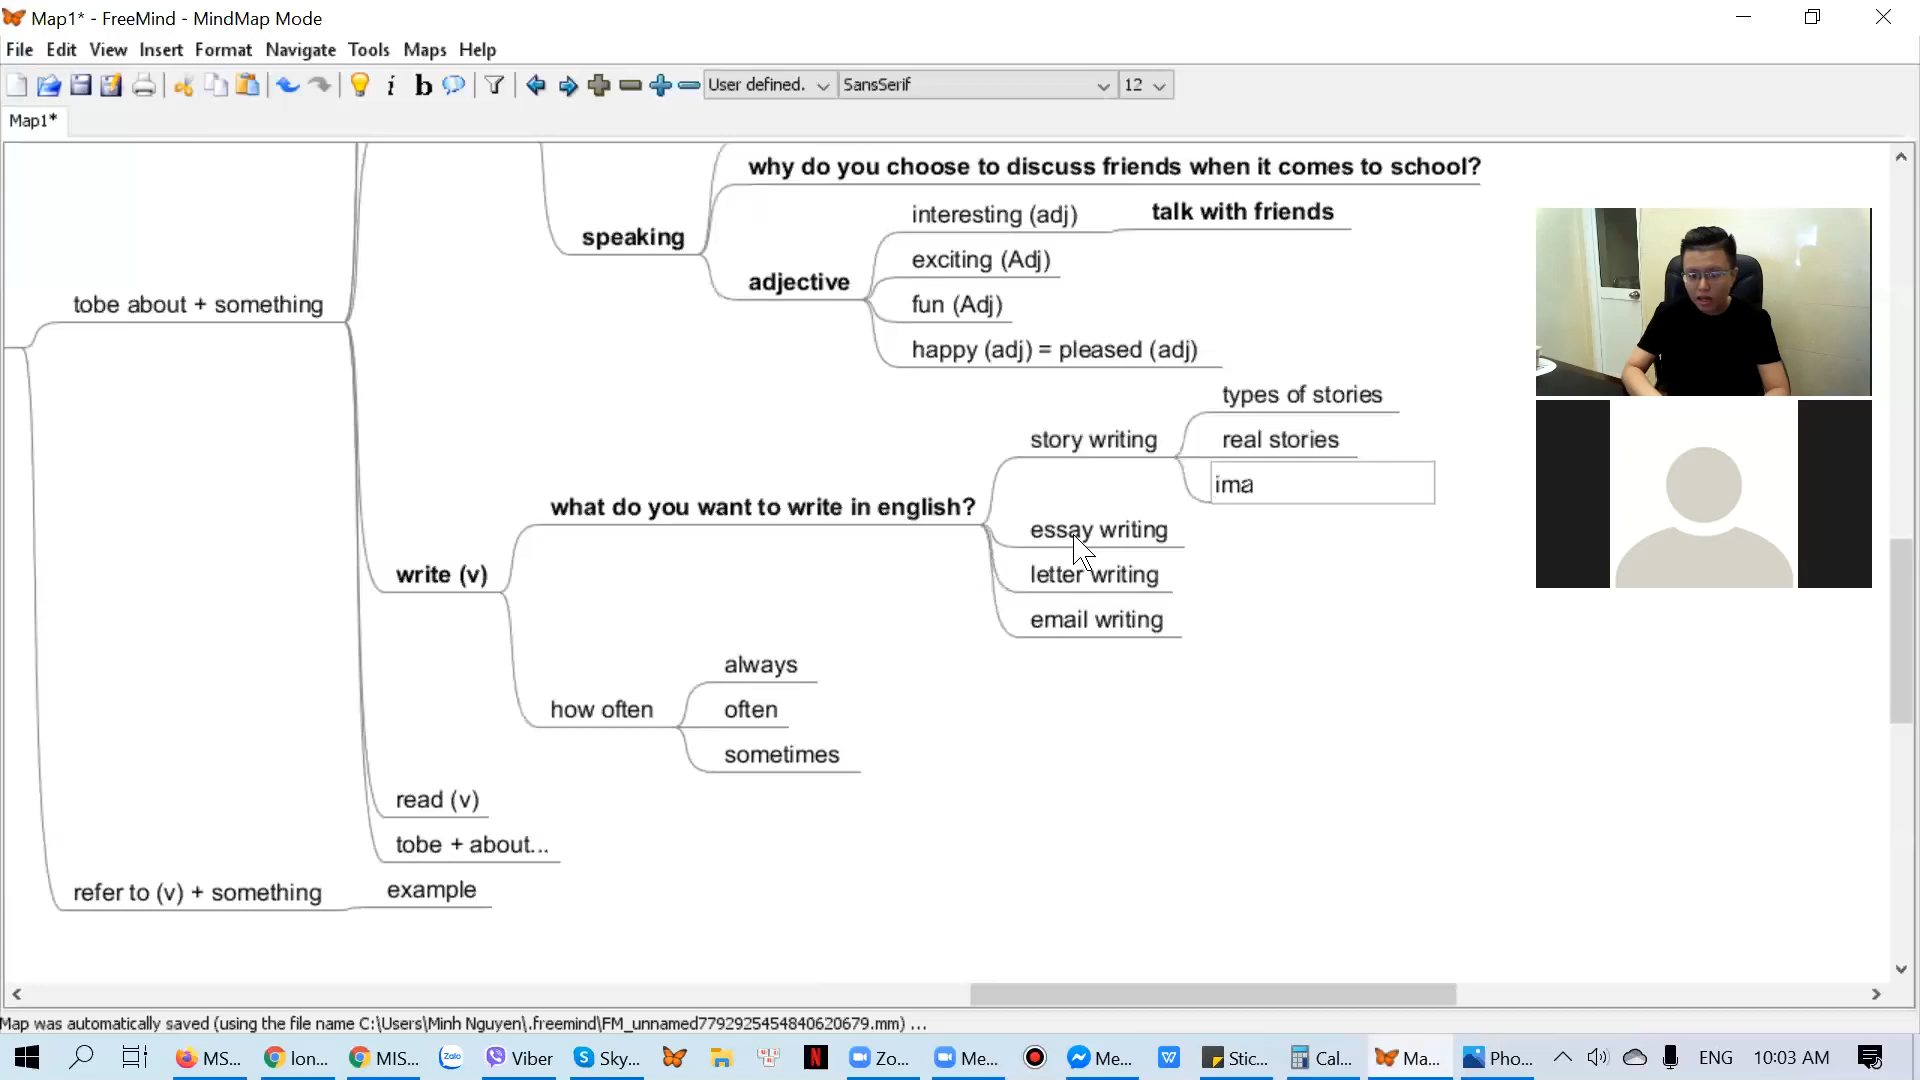 Map1* - FreeMind - MindMap Mode
File Edit View Insert Format Navigate Tools Maps Help
User defined. SansSerif 12
Map1*
why do you choose to discuss friends when it comes to school?
interesting (adj) talk with friends
speaking
exciting (Adj)
adjective
fun (Adj)
tobe about + something
happy (adj) = pleased (adj)
types of stories
story writing real stories
ima
what do you want to write in english?
essay writing
write (v) letter writing
email writing
always
how often often
sometimes
read (v)
tobe + about...
refer to (v) + something example
Map was automatically saved (using the file name C:\Users\Minh Nguyen\.freemind\FM_unnamed7792925454840620679.mm) ...
MS... lon... MIS... Zalo Viber Sky... N Zo... Me... Me... W Stic... Cal... Ma... Pho... ENG 10:03 AM